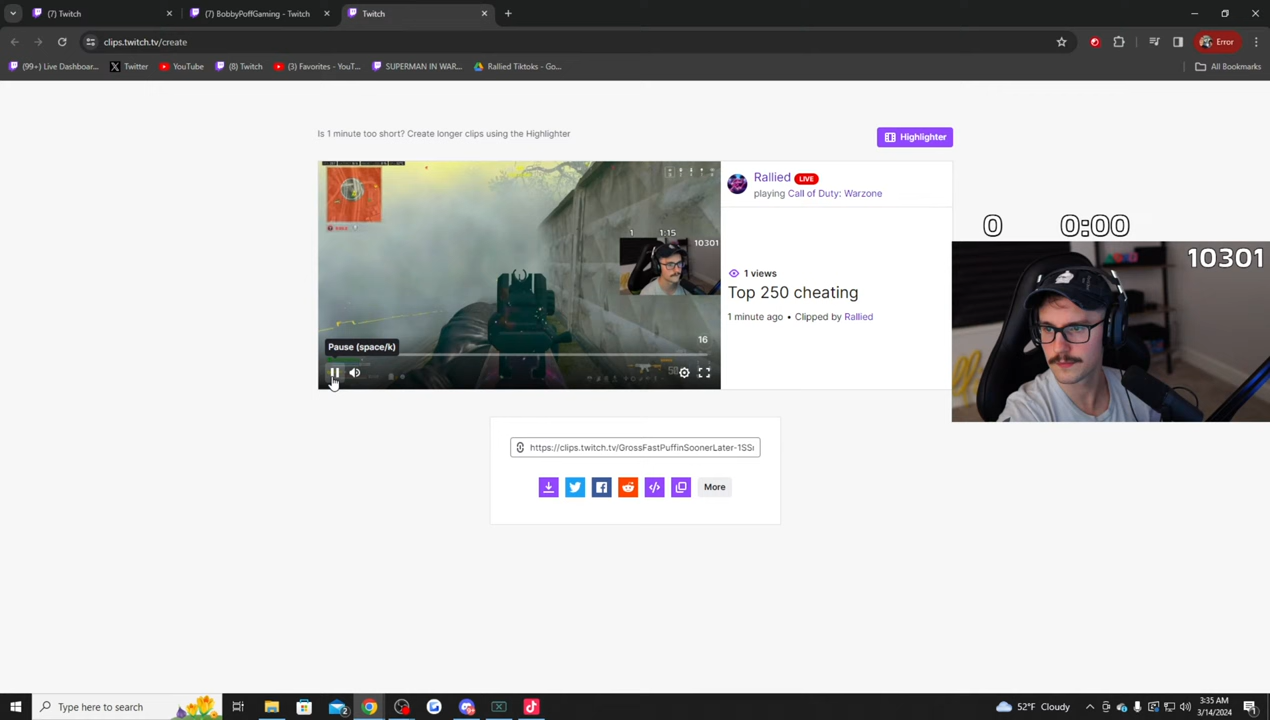 (7) Twitch
(7) BobbyPoffGaming - Twitch
Twitch
clips.twitch.tv/create
Error
(99+) Live Dashboar...
Twitter
YouTube
(8) Twitch
(3) Favorites - YouT...
SUPERMAN IN WAR...
Rallied Tiktoks - Go...
All Bookmarks
Is 1 minute too short? Create longer clips using the Highlighter
Highlighter
Rallied LIVE
playing Call of Duty: Warzone
1 views
Top 250 cheating
1 minute ago • Clipped by Rallied
1 1:15
10301
16
Pause (space/k)
0 0:00
10301
https://clips.twitch.tv/GrossFastPuffinSoonerLater-1SS
More
Type here to search
2
52°F Cloudy
3:35 AM
3/14/2024